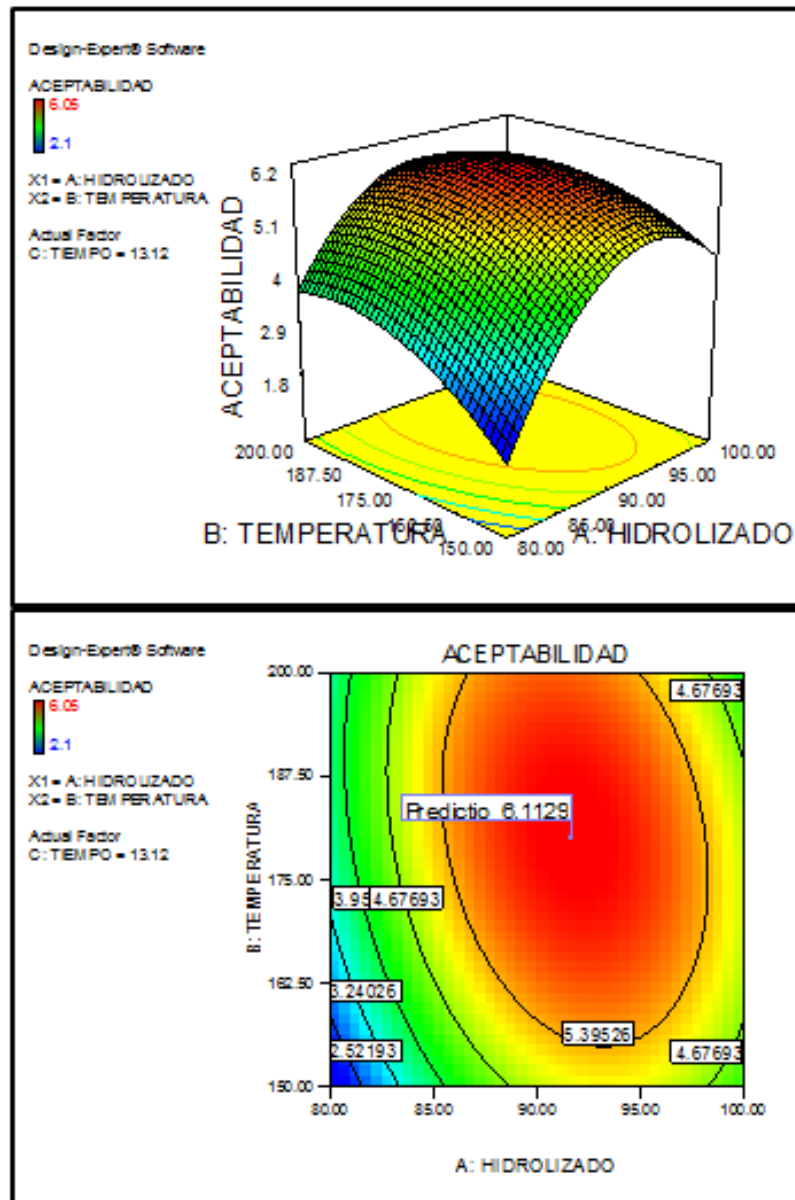 Design-Expert® Software
ACEPTABILIDAD
6.05
2.1
X1 = A: HIDROLIZADO
X2 = B: TEMPERATURA
Actual Factor
C: TIEMPO = 13.12
6.2
5.1
4
2.9
1.8
ACEPTABILIDAD
200.00
187.50
175.00
162.50
150.00
B: TEMPERATURA
80.00
85.00
90.00
95.00
100.00
A: HIDROLIZADO
Design-Expert® Software
ACEPTABILIDAD
6.05
2.1
X1 = A: HIDROLIZADO
X2 = B: TEMPERATURA
Actual Factor
C: TIEMPO = 13.12
ACEPTABILIDAD
200.00
187.50
175.00
162.50
150.00
B: TEMPERATURA
4.67693
Predictio 6.1129
3.95
4.67693
3.24026
2.52193
5.39526
4.67693
80.00
85.00
90.00
95.00
100.00
A: HIDROLIZADO